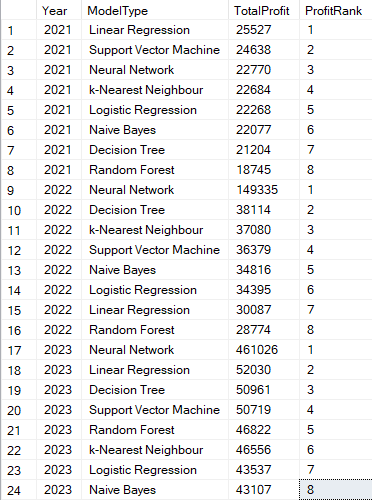 Year ModelType TotalProfit ProfitRank
1 2021 Linear Regression 25527 1
2 2021 Support Vector Machine 24638 2
3 2021 Neural Network 22770 3
4 2021 k-Nearest Neighbour 22684 4
5 2021 Logistic Regression 22268 5
6 2021 Naive Bayes 22077 6
7 2021 Decision Tree 21204 7
8 2021 Random Forest 18745 8
9 2022 Neural Network 149335 1
10 2022 Decision Tree 38114 2
11 2022 k-Nearest Neighbour 37080 3
12 2022 Support Vector Machine 36379 4
13 2022 Naive Bayes 34816 5
14 2022 Logistic Regression 34395 6
15 2022 Linear Regression 30087 7
16 2022 Random Forest 28774 8
17 2023 Neural Network 461026 1
18 2023 Linear Regression 52030 2
19 2023 Decision Tree 50961 3
20 2023 Support Vector Machine 50719 4
21 2023 Random Forest 46822 5
22 2023 k-Nearest Neighbour 46556 6
23 2023 Logistic Regression 43537 7
24 2023 Naive Bayes 43107 8